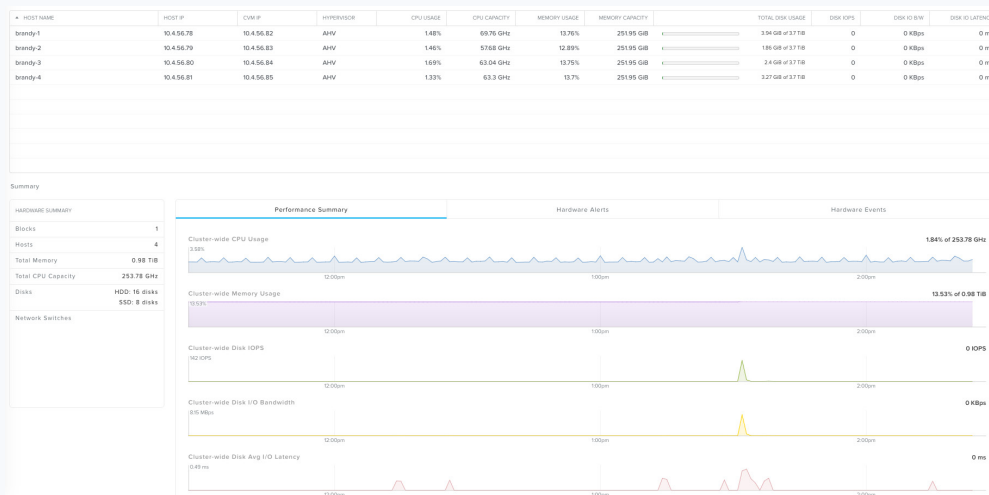 HOST NAME HOST IP CVM IP HYPERVISOR CPU USAGE CPU CAPACITY MEMORY USAGE MEMORY CAPACITY TOTAL DISK USAGE DISK IOPS DISK IO B/W DISK IO LATENC
brandy-1 10.4.56.78 10.4.56.82 AHV 1.48% 69.76 GHz 13.76% 251.95 GiB 3.94 GiB of 3.7 TiB 0 0 KBps 0 m
brandy-2 10.4.56.79 10.4.56.83 AHV 1.46% 57.68 GHz 12.89% 251.95 GiB 1.86 GiB of 3.7 TiB 0 0 KBps 0 m
brandy-3 10.4.56.80 10.4.56.84 AHV 1.69% 63.04 GHz 13.75% 251.95 GiB 2.4 GiB of 3.7 TiB 0 0 KBps 0 m
brandy-4 10.4.56.81 10.4.56.85 AHV 1.33% 63.3 GHz 13.7% 251.95 GiB 3.27 GiB of 3.7 TiB 0 0 KBps 0 m
Summary
HARDWARE SUMMARY
Blocks 1
Hosts 4
Total Memory 0.98 TiB
Total CPU Capacity 253.78 GHz
Disks HDD: 16 disks
SSD: 8 disks
Network Switches
Performance Summary Hardware Alerts Hardware Events
Cluster-wide CPU Usage 1.84% of 253.78 GHz
3.58%
12:00pm 1:00pm 2:00pm
Cluster-wide Memory Usage 13.53% of 0.98 TiB
13.53%
12:00pm 1:00pm 2:00pm
Cluster-wide Disk IOPS 0 IOPS
142 IOPS
12:00pm 1:00pm 2:00pm
Cluster-wide Disk I/O Bandwidth 0 KBps
8.15 MBps
12:00pm 1:00pm 2:00pm
Cluster-wide Disk Avg I/O Latency 0 ms
0.49 ms
12:00pm 1:00pm 2:00pm